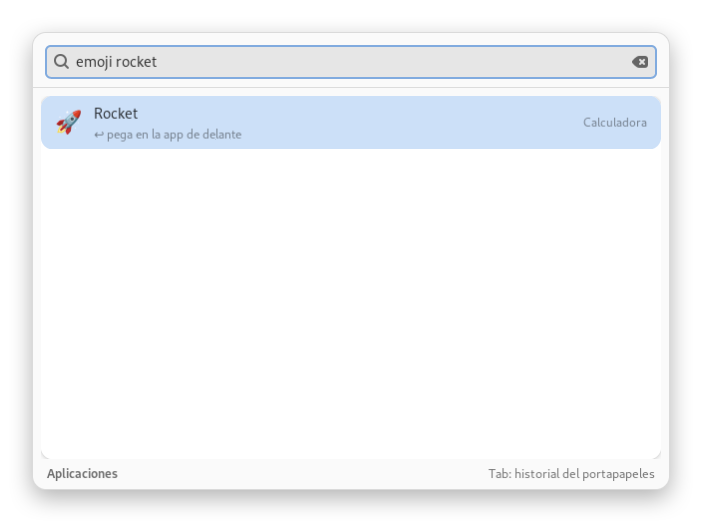 emoji rocket
Rocket
↩ pega en la app de delante
Calculadora
Aplicaciones
Tab: historial del portapapeles